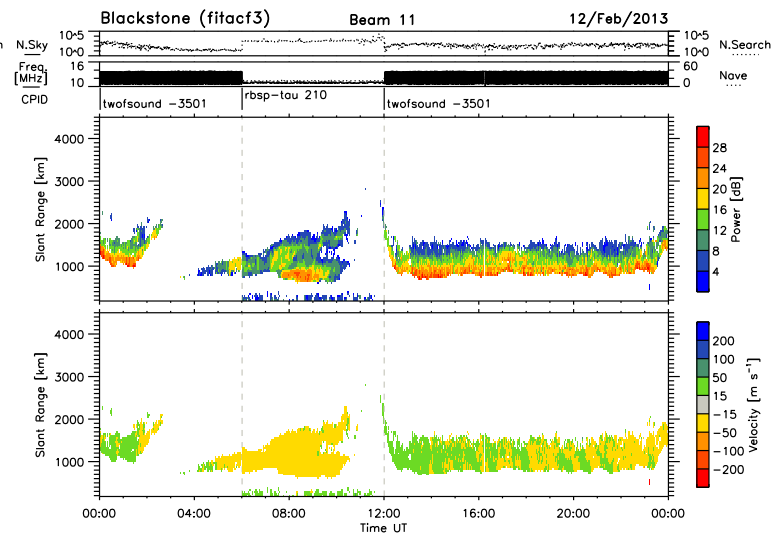 Blackstone (fitacf3) Beam 11 12/Feb/2013
N.Sky 10^5 10^0 10^5 10^0 N.Search
Freq. [MHz] 16 10 60 0 Nave
CPID twofsound -3501 rbsp-tau 210 twofsound -3501
Slant Range [km]
4000
3000
2000
1000
Power [dB]
28
24
20
16
12
8
4
Slant Range [km]
4000
3000
2000
1000
Velocity [m s⁻¹]
200
100
50
15
-15
-50
-100
-200
00:00 04:00 08:00 12:00 16:00 20:00 00:00
Time UT